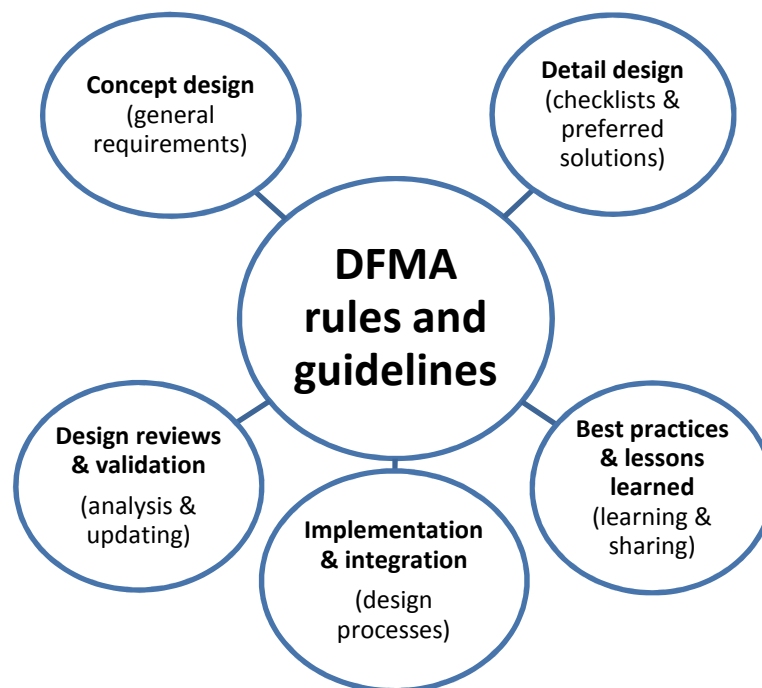 Concept design
(general
requirements)
Detail design
(checklists &
preferred
solutions)
DFMA
rules and
guidelines
Design reviews
& validation
(analysis &
updating)
Implementation
& integration
(design
processes)
Best practices
& lessons
learned
(learning &
sharing)